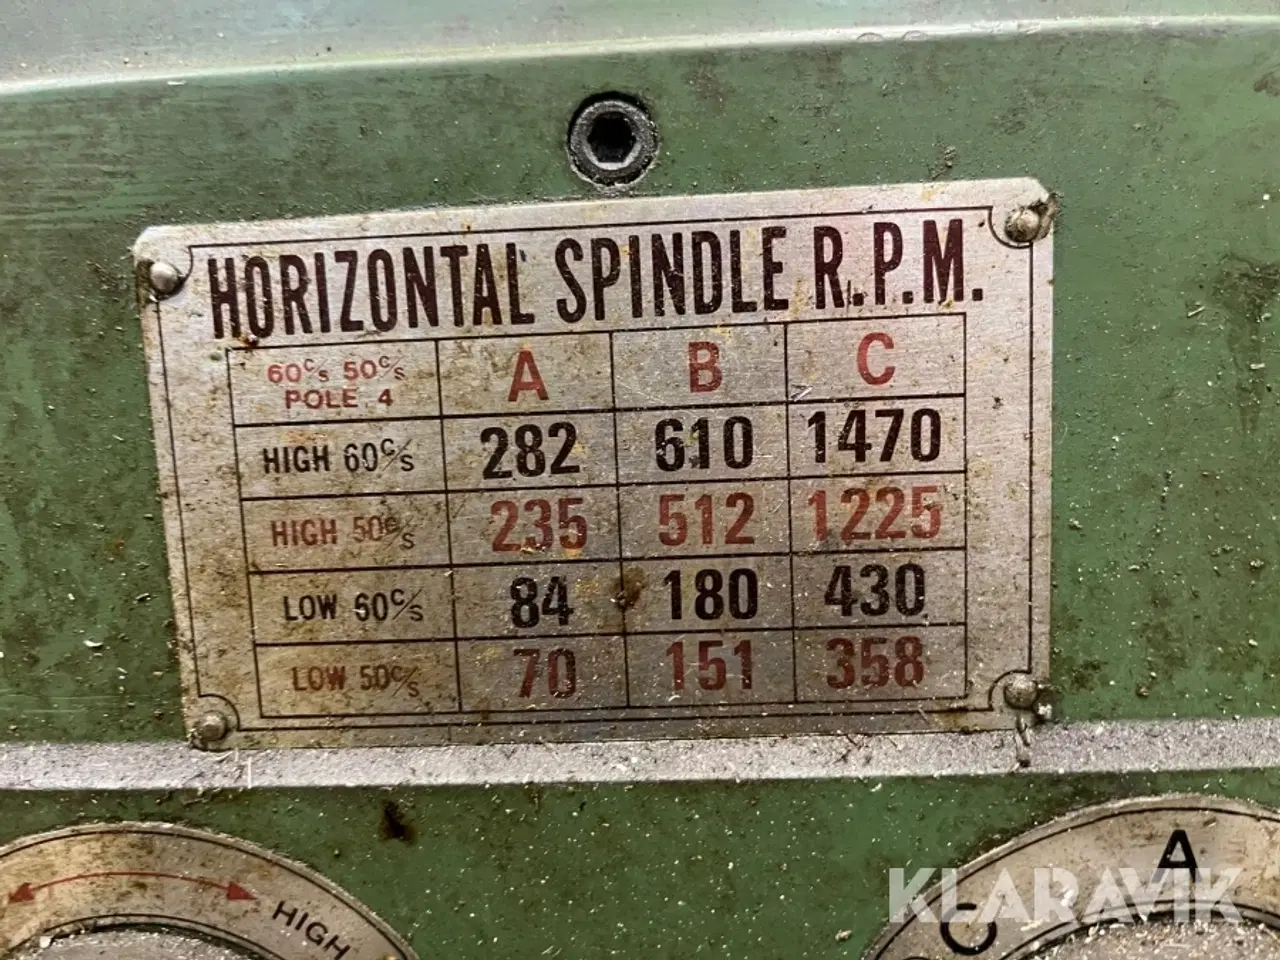 HORIZONTAL SPINDLE R.P.M.
60C/S 50C/S A B C
POLE 4
HIGH 60C/S 282 610 1470
HIGH 50C/S 235 512 1225
LOW 60C/S 84 180 430
LOW 50C/S 70 151 358
HIGH
A
C
KLARAVIK